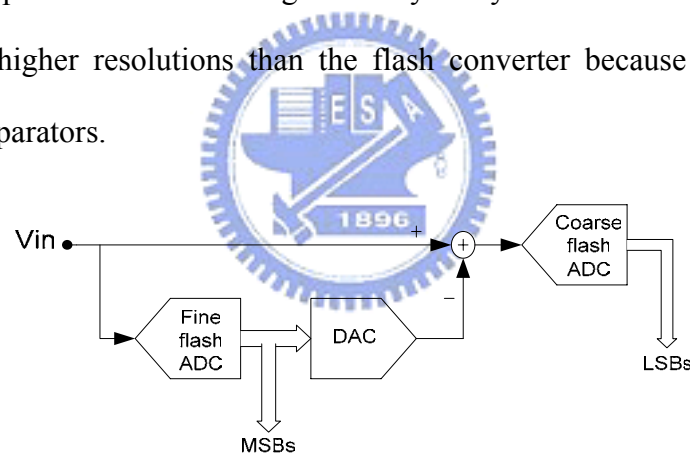 higher resolutions than the flash converter because
parators.
E S A
1896
Vin
+
+
−
Coarse
flash
ADC
Fine
flash
ADC
DAC
LSBs
MSBs